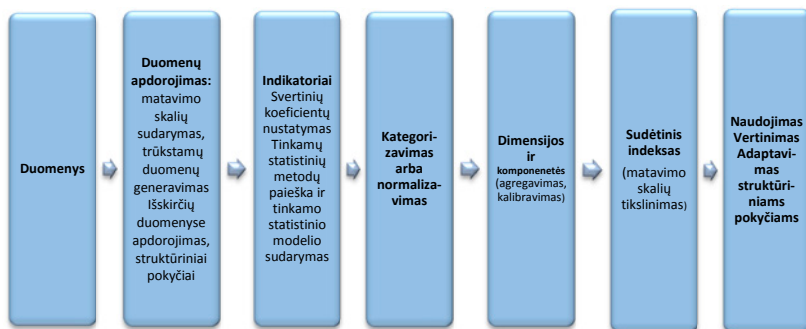 Duomenys
Duomenų
apdorojimas:
matavimo
skalių
sudarymas,
trūkstamų
duomenų
generavimas
Išskirčių
duomenyse
apdorojimas,
struktūriniai
pokyčiai
Indikatoriai
Svertinių
koeficientų
nustatymas
Tinkamų
statistinių
metodų
paieška ir
tinkamo
statistinio
modelio
sudarymas
Kategori-
zavimas
arba
normaliza-
vimas
Dimensijos
ir
komponenetės
(agregavimas,
kalibravimas)
Sudėtinis
indeksas
(matavimo
skalių
tikslinimas)
Naudojimas
Vertinimas
Adaptavi-
mas
struktūri-
niams
pokyčiams